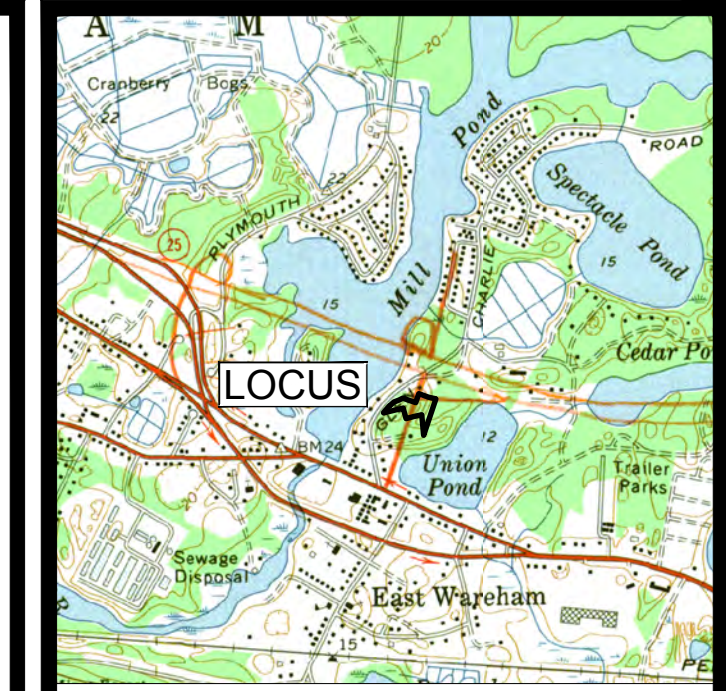 A M
20
Cranberry Bogs
22
ROAD
Pond
Spectacle Pond
15
22
PLYMOUTH
25
CHARLIE
15
Mill
Cedar Po
LOCUS
BM24
12
Union
Pond
Trailer
Parks
20
Sewage
Disposal
East Wareham
R
15
PE